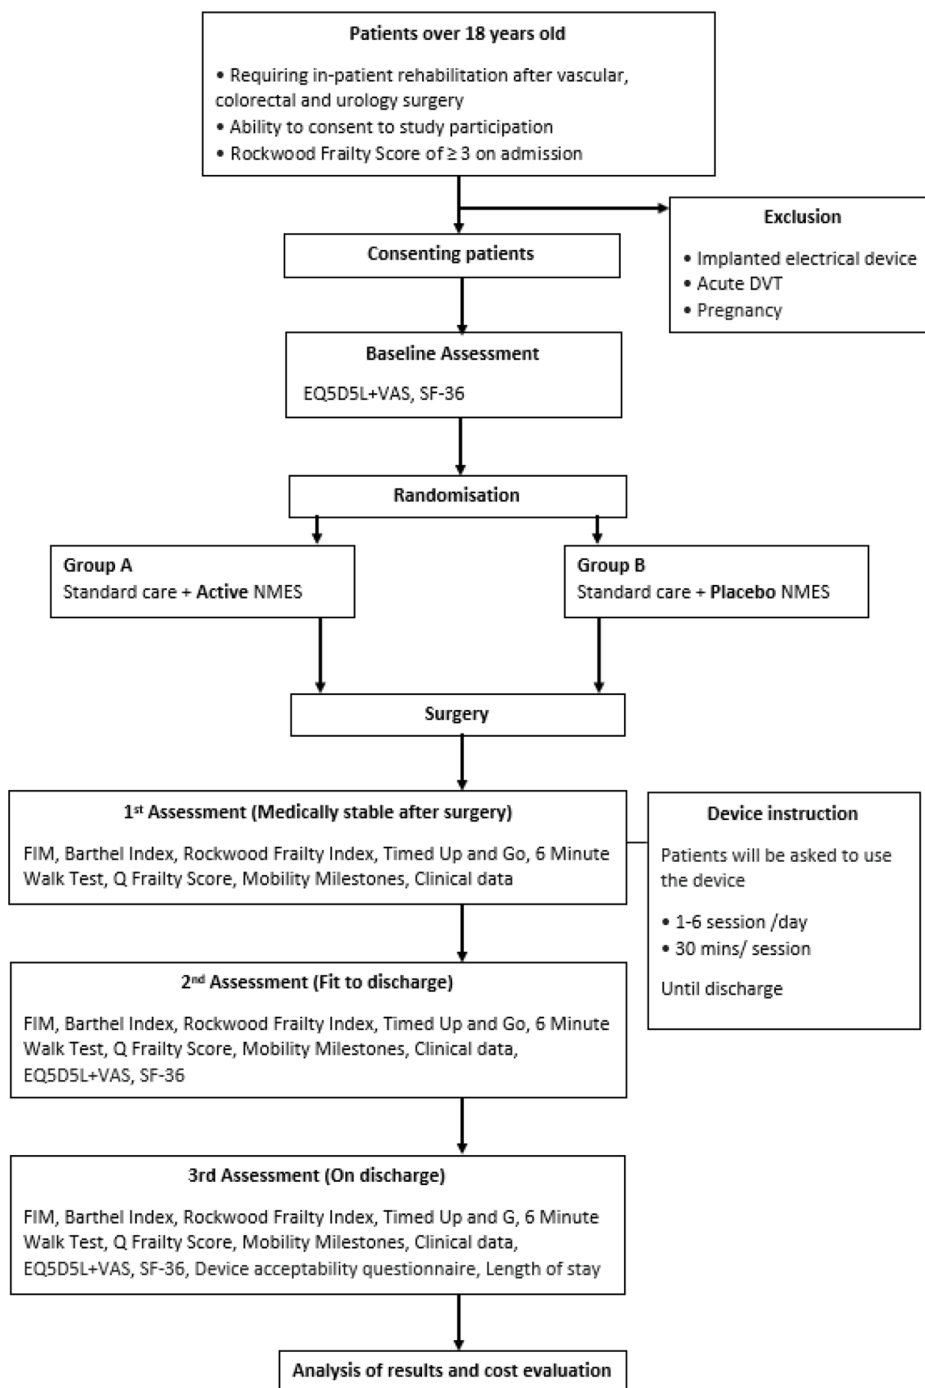 Patients over 18 years old
• Requiring in-patient rehabilitation after vascular,
colorectal and urology surgery
• Ability to consent to study participation
• Rockwood Frailty Score of ≥ 3 on admission
Exclusion
• Implanted electrical device
• Acute DVT
• Pregnancy
Consenting patients
Baseline Assessment
EQ5D5L+VAS, SF-36
Randomisation
Group A
Standard care + Active NMES
Group B
Standard care + Placebo NMES
Surgery
1st Assessment (Medically stable after surgery)
FIM, Barthel Index, Rockwood Frailty Index, Timed Up and Go, 6 Minute
Walk Test, Q Frailty Score, Mobility Milestones, Clinical data
Device instruction
Patients will be asked to use
the device
• 1-6 session /day
• 30 mins/ session
Until discharge
2nd Assessment (Fit to discharge)
FIM, Barthel Index, Rockwood Frailty Index, Timed Up and Go, 6 Minute
Walk Test, Q Frailty Score, Mobility Milestones, Clinical data,
EQ5D5L+VAS, SF-36
3rd Assessment (On discharge)
FIM, Barthel Index, Rockwood Frailty Index, Timed Up and G, 6 Minute
Walk Test, Q Frailty Score, Mobility Milestones, Clinical data,
EQ5D5L+VAS, SF-36, Device acceptability questionnaire, Length of stay
Analysis of results and cost evaluation